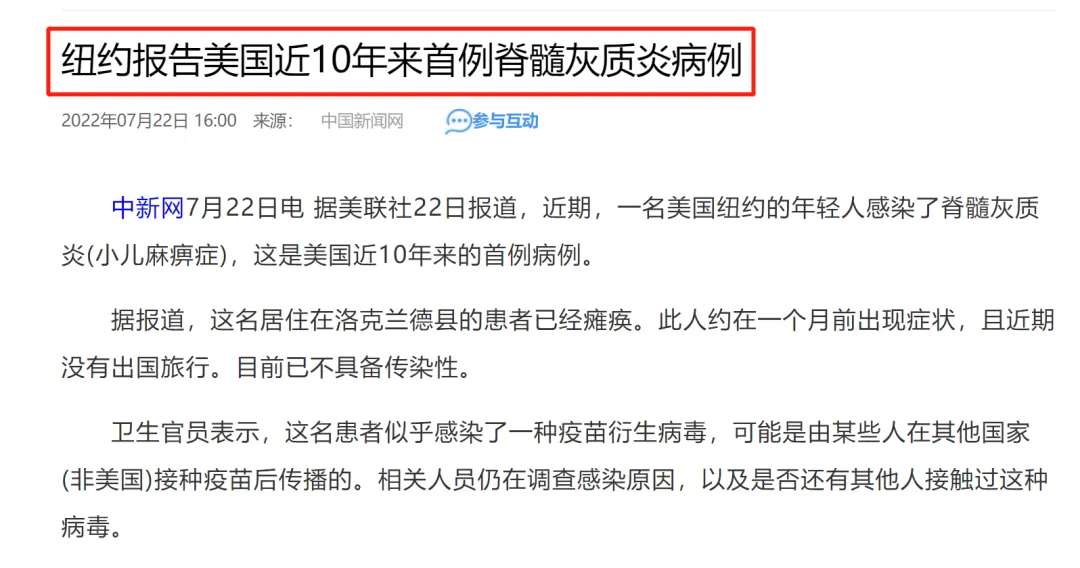 纽约报告美国近10年来首例脊髓灰质炎病例
2022年07月22日 16:00 来源： 中国新闻网 参与互动
中新网7月22日电 据美联社22日报道，近期，一名美国纽约的年轻人感染了脊髓灰质
炎(小儿麻痹症)，这是美国近10年来的首例病例。
据报道，这名居住在洛克兰德县的患者已经瘫痪。此人约在一个月前出现症状，且近期
没有出国旅行。目前已不具备传染性。
卫生官员表示，这名患者似乎感染了一种疫苗衍生病毒，可能是由某些人在其他国家
(非美国)接种疫苗后传播的。相关人员仍在调查感染原因，以及是否还有其他人接触过这种
病毒。